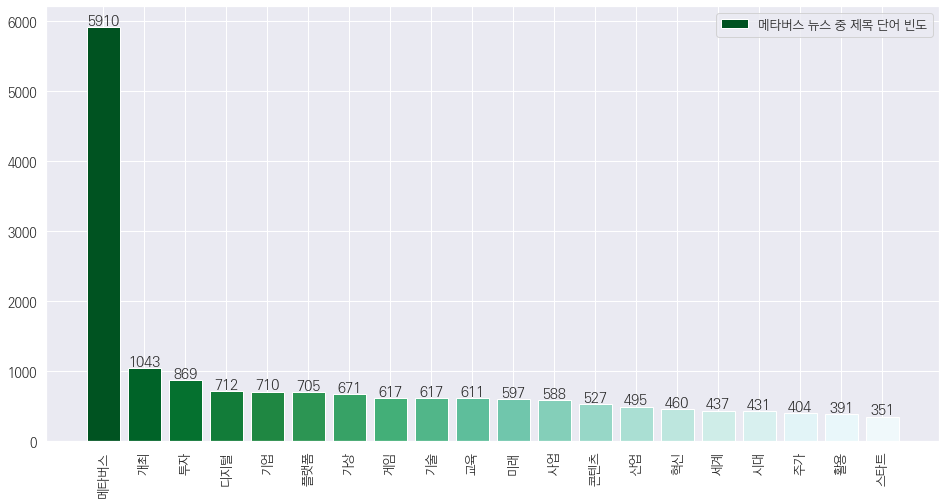 메타버스 뉴스 중 제목 단어 빈도
6000
5000
4000
3000
2000
1000
0
5910
1043
869
712
710
705
671
617
617
611
597
588
527
495
460
437
431
404
391
351
메타버스
개최
투자
디지털
기업
플랫폼
가상
게임
기술
교육
미래
사업
콘텐츠
산업
혁신
세계
시대
주가
활용
스타트